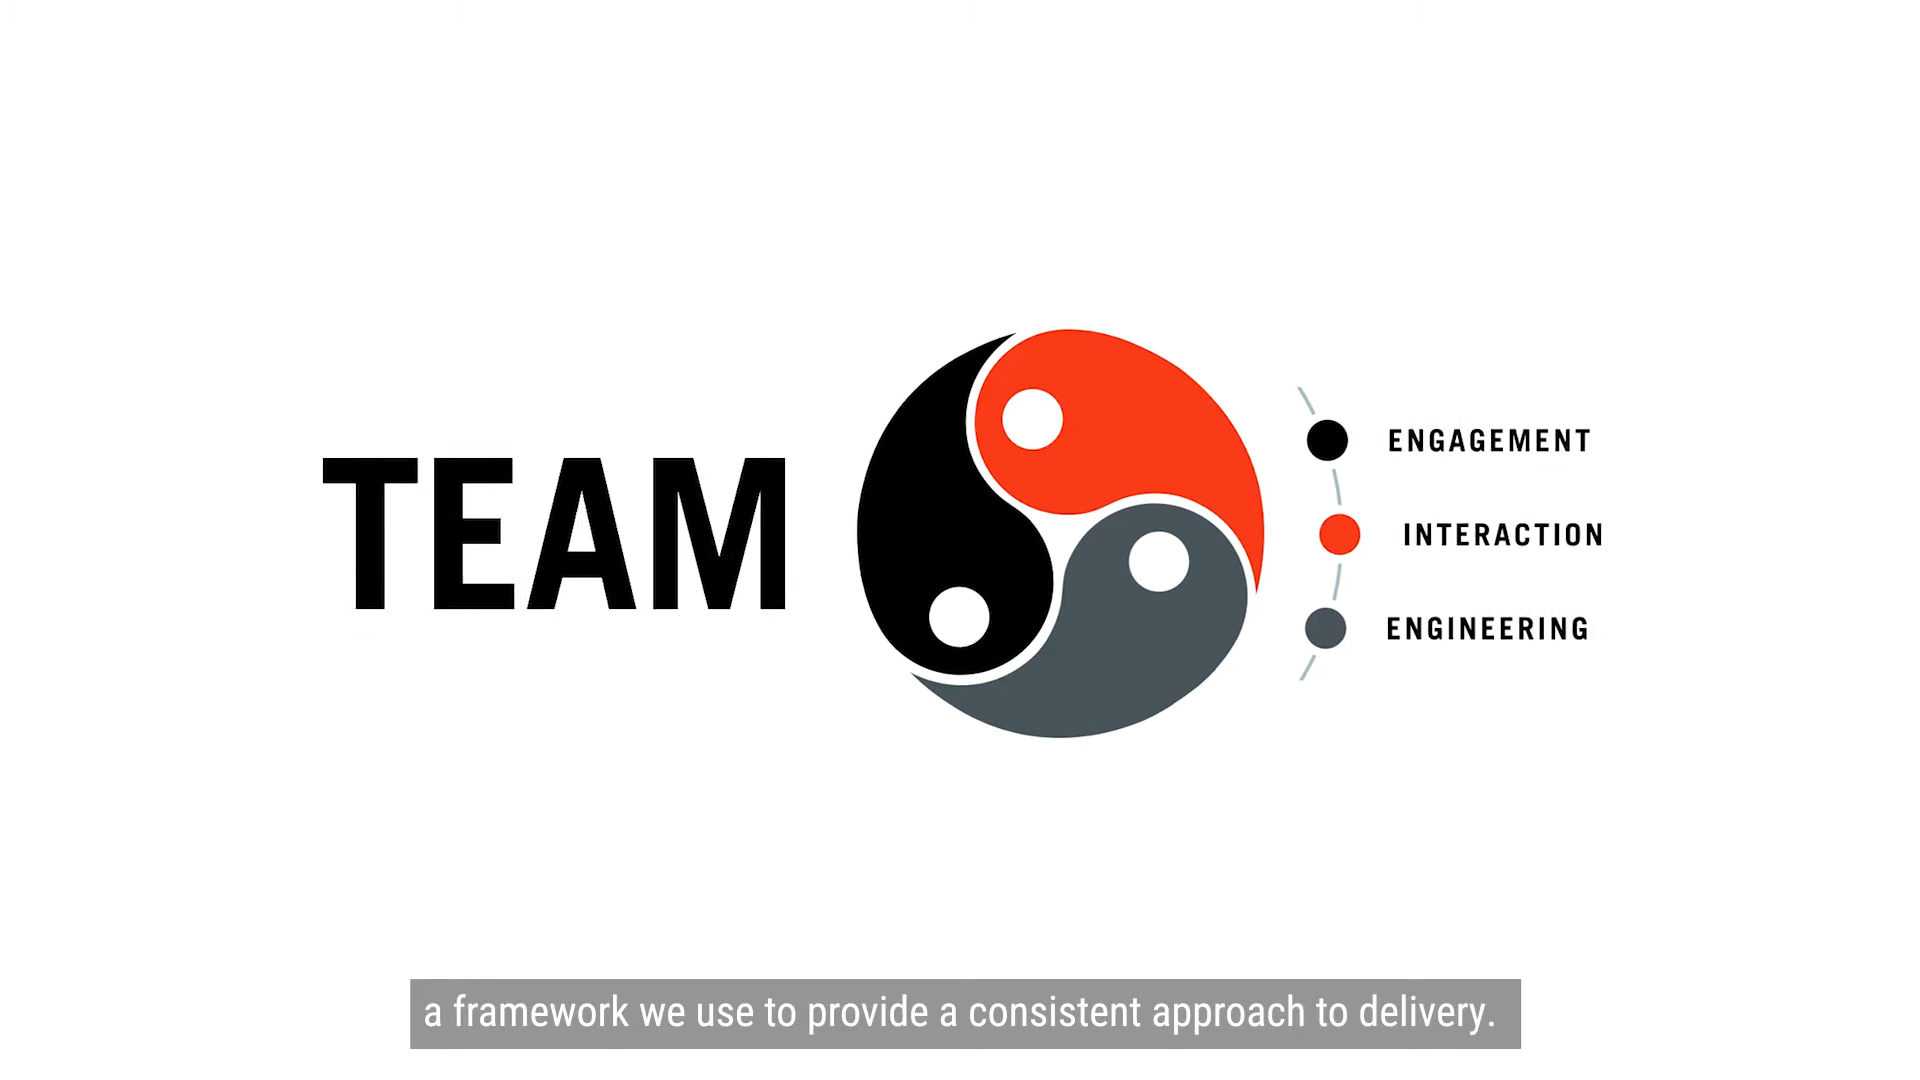 TEAM
ENGAGEMENT
INTERACTION
ENGINEERING
a framework we use to provide a consistent approach to delivery.